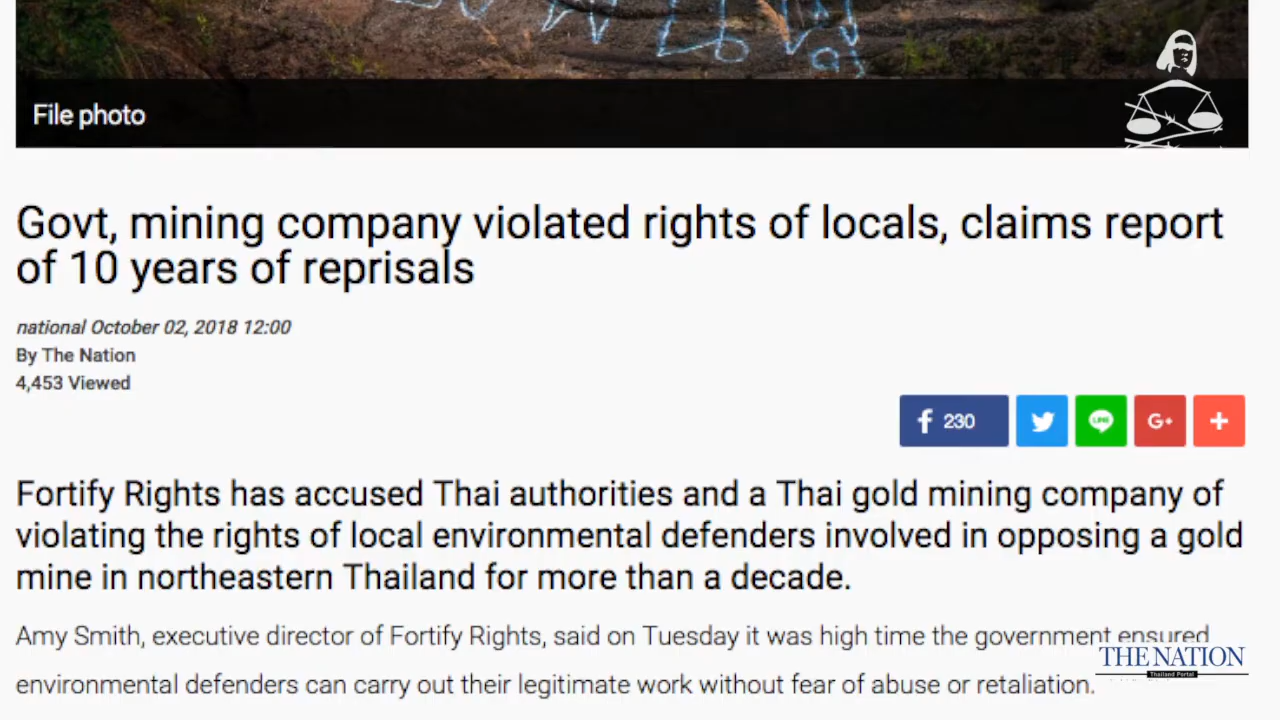 File photo
Govt, mining company violated rights of locals, claims report
of 10 years of reprisals
national October 02, 2018 12:00
By The Nation
4,453 Viewed
230
LINE
G+
Fortify Rights has accused Thai authorities and a Thai gold mining company of
violating the rights of local environmental defenders involved in opposing a gold
mine in northeastern Thailand for more than a decade.
Amy Smith, executive director of Fortify Rights, said on Tuesday it was high time the government ensured
environmental defenders can carry out their legitimate work without fear of abuse or retaliation.
THE NATION
Thailand Portal